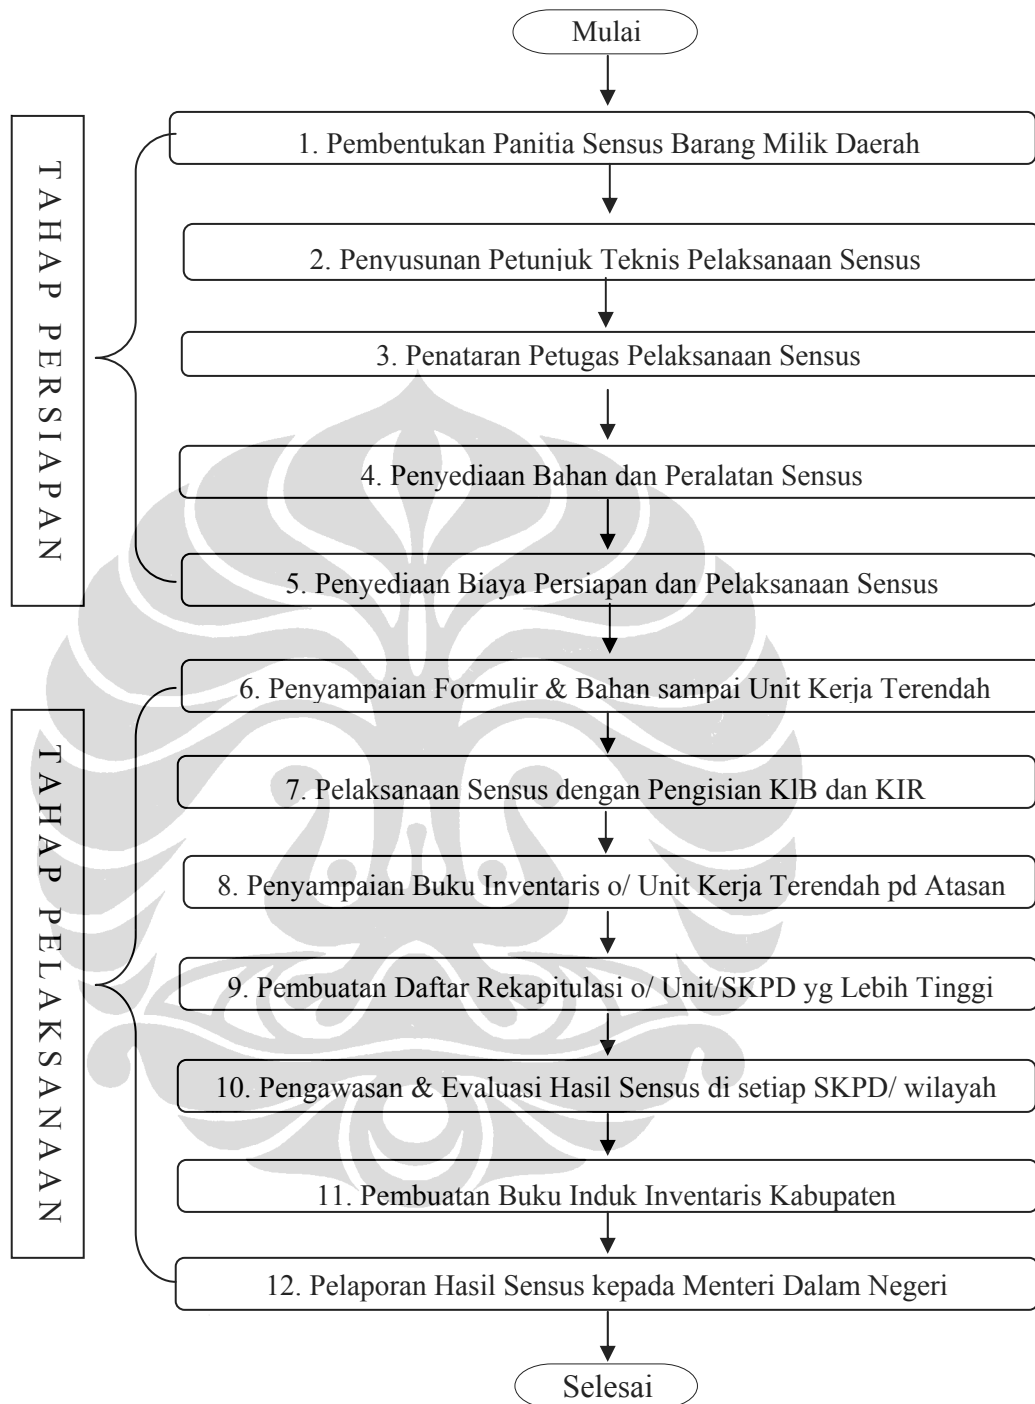 Mulai
TAHAP PERSIAPAN
1. Pembentukan Panitia Sensus Barang Milik Daerah
2. Penyusunan Petunjuk Teknis Pelaksanaan Sensus
3. Penataran Petugas Pelaksanaan Sensus
4. Penyediaan Bahan dan Peralatan Sensus
5. Penyediaan Biaya Persiapan dan Pelaksanaan Sensus
TAHAP PELAKSANAAN
6. Penyampaian Formulir & Bahan sampai Unit Kerja Terendah
7. Pelaksanaan Sensus dengan Pengisian KIB dan KIR
8. Penyampaian Buku Inventaris o/ Unit Kerja Terendah pd Atasan
9. Pembuatan Daftar Rekapitulasi o/ Unit/SKPD yg Lebih Tinggi
10. Pengawasan & Evaluasi Hasil Sensus di setiap SKPD/ wilayah
11. Pembuatan Buku Induk Inventaris Kabupaten
12. Pelaporan Hasil Sensus kepada Menteri Dalam Negeri
Selesai